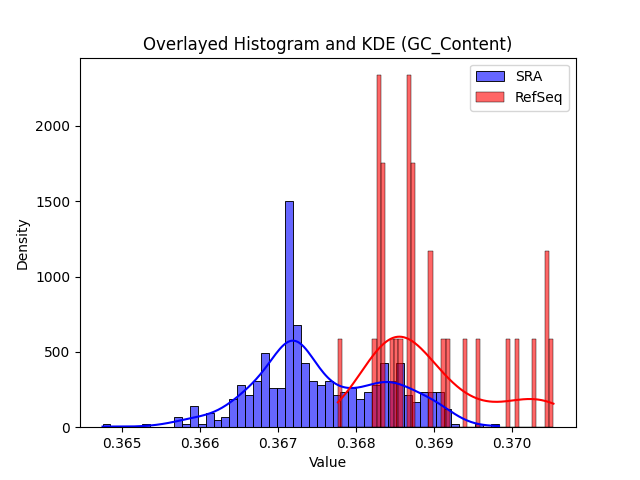 Overlayed Histogram and KDE (GC_Content)
SRA
RefSeq
2000
1500
1000
500
0
Density
0.365 0.366 0.367 0.368 0.369 0.370
Value